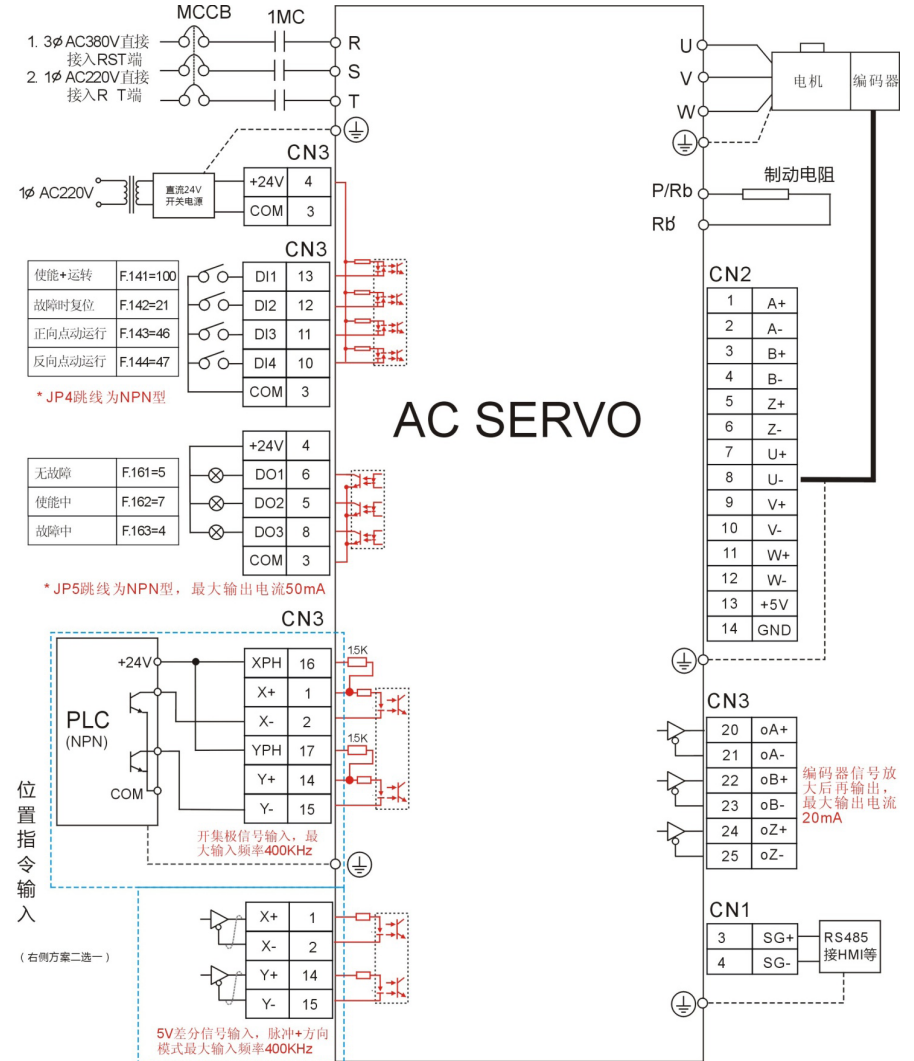 MCCB
1MC
1. 3ø AC380V直接
接入RST端
2. 1ø AC220V直接
接入R T端
R
S
T
CN3
1ø AC220V
直流24V
开关电源
+24V 4
COM 3
CN3
使能+运转 F.141=100 DI1 13
故障时复位 F.142=21 DI2 12
正向点动运行 F.143=46 DI3 11
反向点动运行 F.144=47 DI4 10
COM 3
* JP4跳线为NPN型
+24V 4
无故障 F.161=5 DO1 6
使能中 F.162=7 DO2 5
故障中 F.163=4 DO3 8
COM 3
* JP5跳线为NPN型，最大输出电流50mA
CN3
PLC
(NPN)
+24V
COM
XPH 16
X+ 1
X- 2
YPH 17
Y+ 14
Y- 15
1.5K
1.5K
开集极信号输入，最
大输入频率400KHz
位置指令输入
（右侧方案二选一）
X+ 1
X- 2
Y+ 14
Y- 15
5V差分信号输入，脉冲+方向
模式最大输入频率400KHz
AC SERVO
U
V
W
电机
编码器
P/Rb
Rb
制动电阻
CN2
1 A+
2 A-
3 B+
4 B-
5 Z+
6 Z-
7 U+
8 U-
9 V+
10 V-
11 W+
12 W-
13 +5V
14 GND
CN3
20 oA+
21 oA-
22 oB+
23 oB-
24 oZ+
25 oZ-
编码器信号放
大后再输出，
最大输出电流
20mA
CN1
3 SG+
4 SG-
RS485
接HMI等